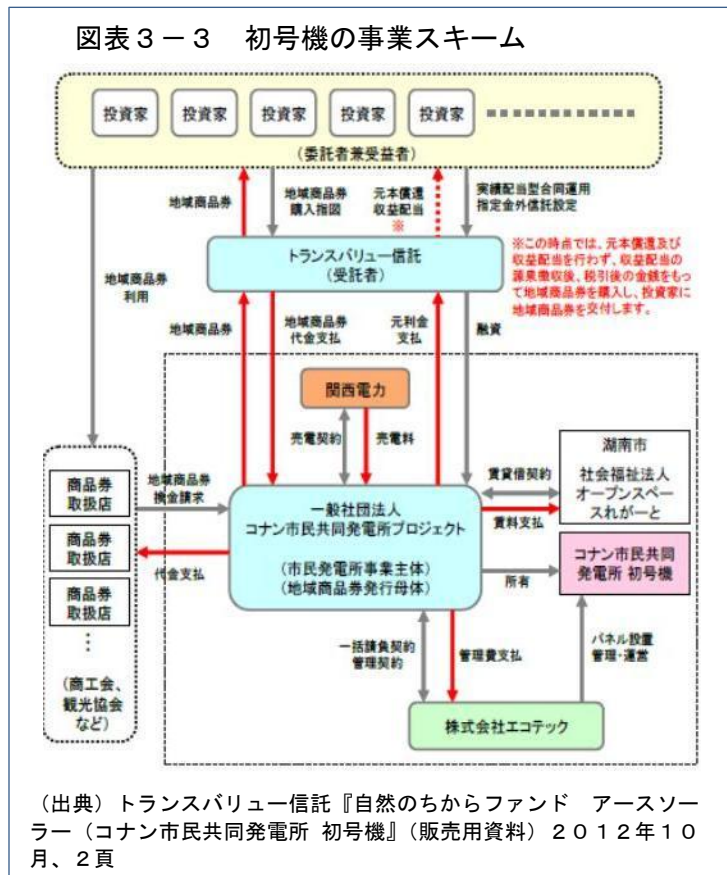 図表3－3　初号機の事業スキーム
投資家
投資家
投資家
投資家
投資家
(委託者兼受益者)
地域商品券
地域商品券
購入指図
元本償還
収益配当
※
実績配当型合同運用
指定金外信託設定
地域商品券
利用
トランスバリュー信託
(受託者)
※この時点では、元本償還及び
収益配当を行わず、収益配当の
源泉徴収後、税引後の金銭をもっ
て地域商品券を購入し、投資家に
地域商品券を交付します。
地域商品券
地域商品券
代金支払
元利金
支払
融資
関西電力
売電契約
売電料
商品券
取扱店
商品券
取扱店
商品券
取扱店
⋮
(商工会、
観光協会
など)
地域商品券
換金請求
代金支払
一般社団法人
コナン市民共同発電所プロジェクト
(市民発電所事業主体)
(地域商品券発行母体)
賃貸借契約
賃料支払
湖南市
社会福祉法人
オープンスペー
スれがーと
所有
コナン市民共同
発電所 初号機
一括請負契約
管理契約
管理費支払
パネル設置
管理・運営
株式会社エコテック
（出典）トランスバリュー信託『自然のちからファンド　アースソー
ラー（コナン市民共同発電所 初号機』（販売用資料）２０１２年１０
月、２頁